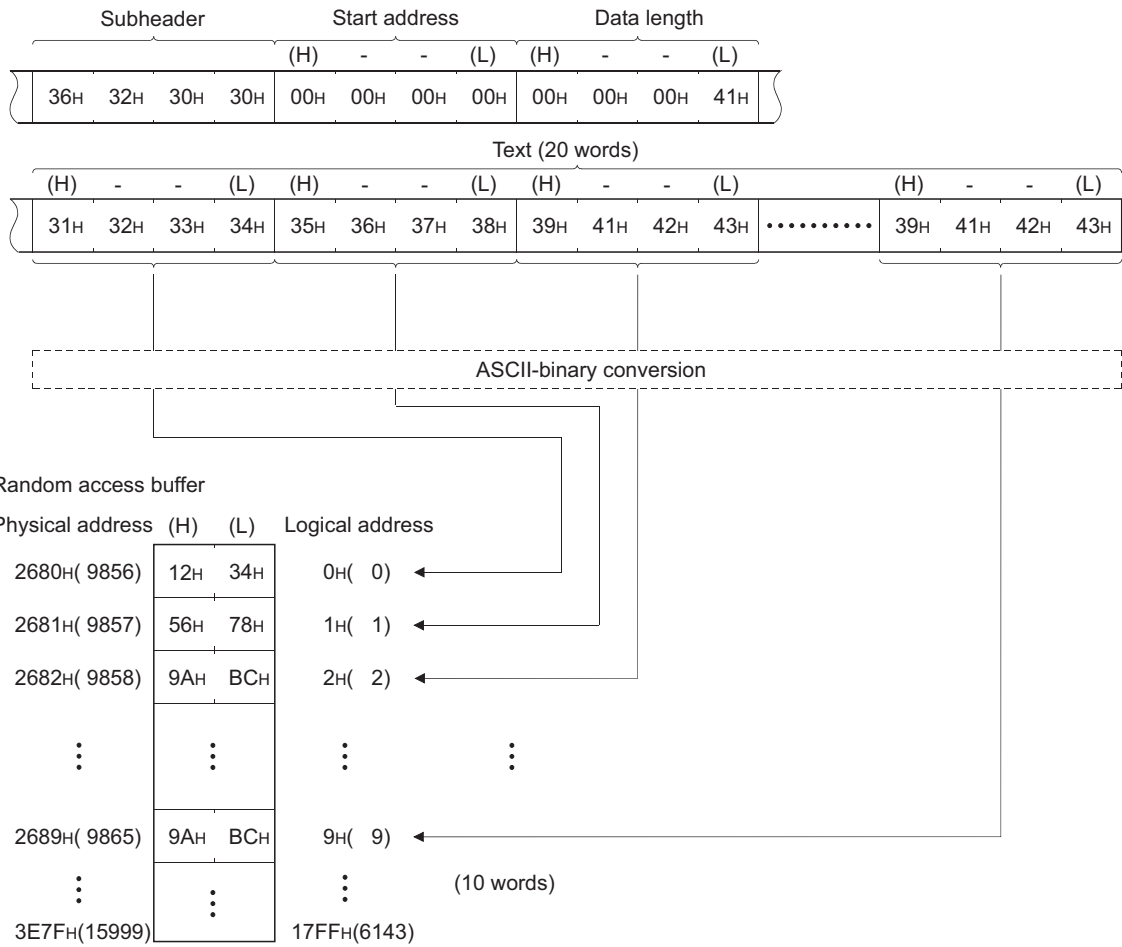 Subheader Start address Data length
(H) - - (L) (H) - - (L)
36H 32H 30H 30H 00H 00H 00H 00H 00H 00H 00H 41H
Text (20 words)
(H) - - (L) (H) - - (L) (H) - - (L) (H) - - (L)
31H 32H 33H 34H 35H 36H 37H 38H 39H 41H 42H 43H 39H 41H 42H 43H
ASCII-binary conversion
Random access buffer
Physical address (H) (L) Logical address
2680H( 9856) 12H 34H 0H( 0)
2681H( 9857) 56H 78H 1H( 1)
2682H( 9858) 9AH BCH 2H( 2)
2689H( 9865) 9AH BCH 9H( 9)
(10 words)
3E7FH(15999) 17FFH(6143)